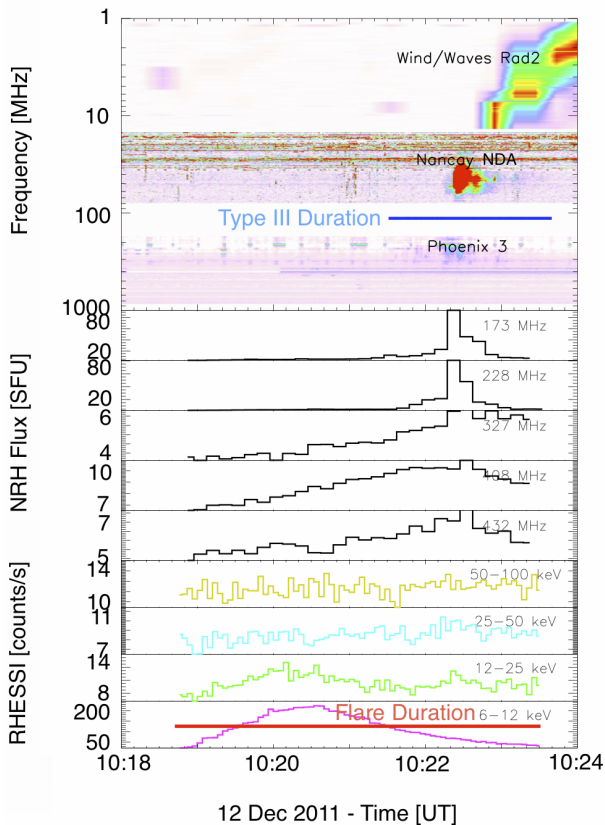 1
Wind/Waves Rad2
10
Nancay NDA
100
Type III Duration
Phoenix 3
1000
Frequency [MHz]
80
173 MHz
20
80
228 MHz
20
6
327 MHz
4
10
408 MHz
7
7
432 MHz
5
NRH Flux [SFU]
14
50-100 keV
10
11
25-50 keV
7
14
12-25 keV
8
200
Flare Duration
6-12 keV
50
RHESSI [counts/s]
10:18 10:20 10:22 10:24
12 Dec 2011 - Time [UT]